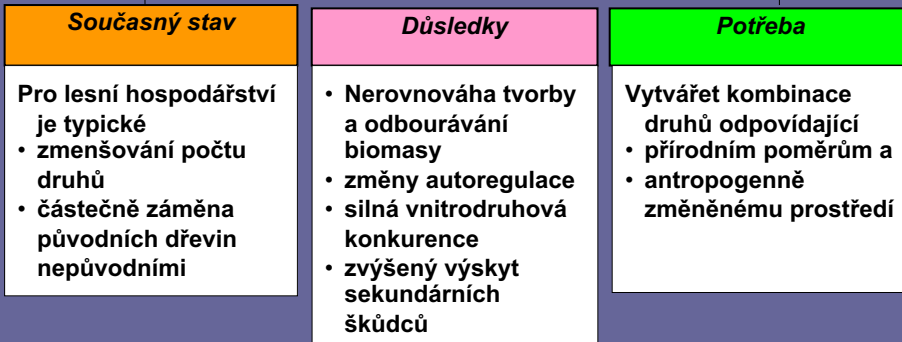 Současný stav
Pro lesní hospodářství
je typické
• zmenšování počtu
druhů
• částečně záměna
původních dřevin
nepůvodními
Důsledky
• Nerovnováha tvorby
a odbourávání
biomasy
• změny autoregulace
• silná vnitrodruhová
konkurence
• zvýšený výskyt
sekundárních
škůdců
Potřeba
Vytvářet kombinace
druhů odpovídající
• přírodním poměrům a
• antropogenně
změněnému prostředí